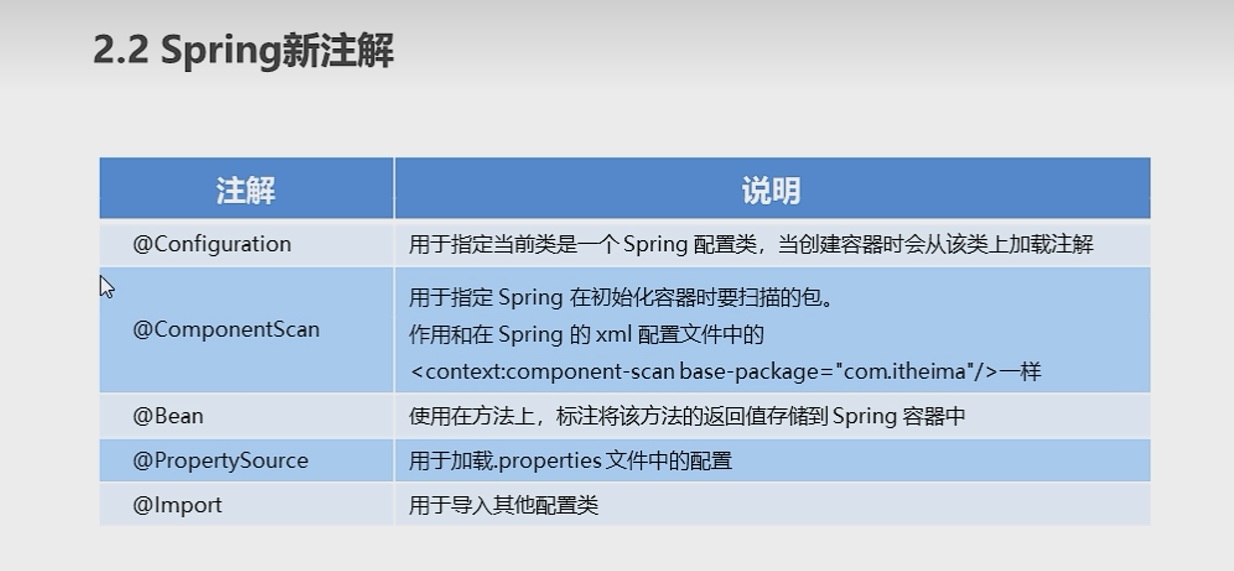 2.2 Spring新注解
注解
说明
@Configuration
用于指定当前类是一个 Spring 配置类，当创建容器时会从该类上加载注解
@ComponentScan
用于指定 Spring 在初始化容器时要扫描的包。
作用和在 Spring 的 xml 配置文件中的
<context:component-scan base-package="com.itheima"/>一样
@Bean
使用在方法上，标注将该方法的返回值存储到 Spring 容器中
@PropertySource
用于加载.properties 文件中的配置
@Import
用于导入其他配置类